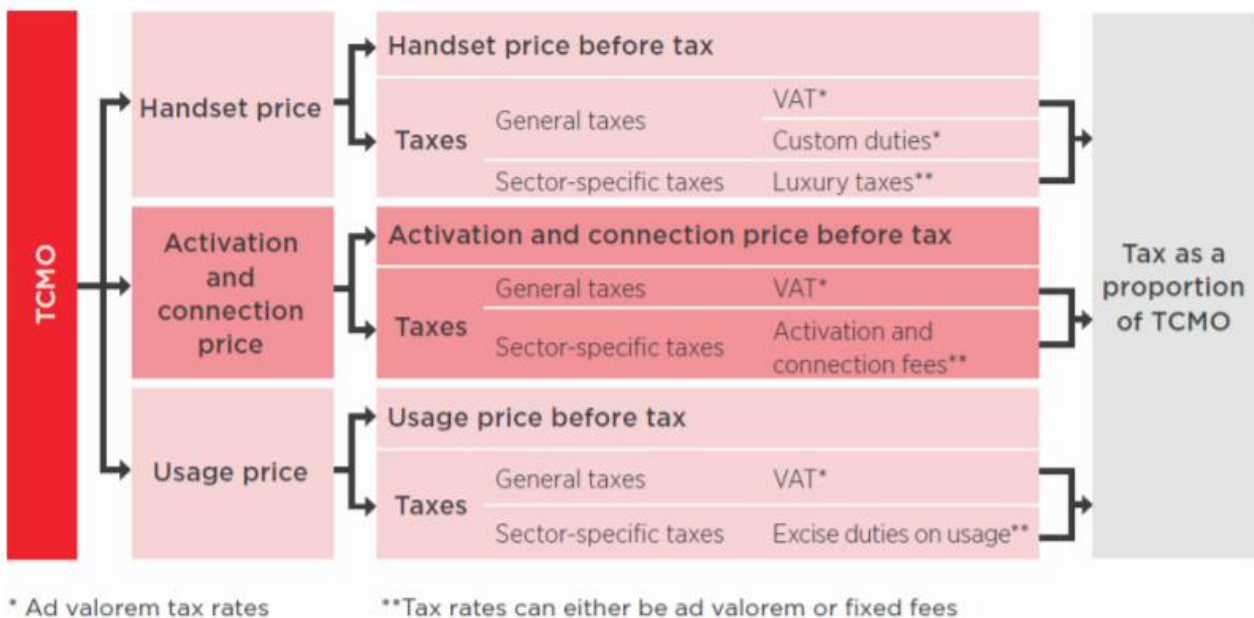 TCMO
Handset price
Handset price before tax
Taxes
General taxes
VAT*
Custom duties*
Sector-specific taxes
Luxury taxes**
Activation
and
connection
price
Activation and connection price before tax
Taxes
General taxes
VAT*
Sector-specific taxes
Activation and
connection fees**
Usage price
Usage price before tax
Taxes
General taxes
VAT*
Sector-specific taxes
Excise duties on usage**
Tax as a
proportion
of TCMO
* Ad valorem tax rates
**Tax rates can either be ad valorem or fixed fees